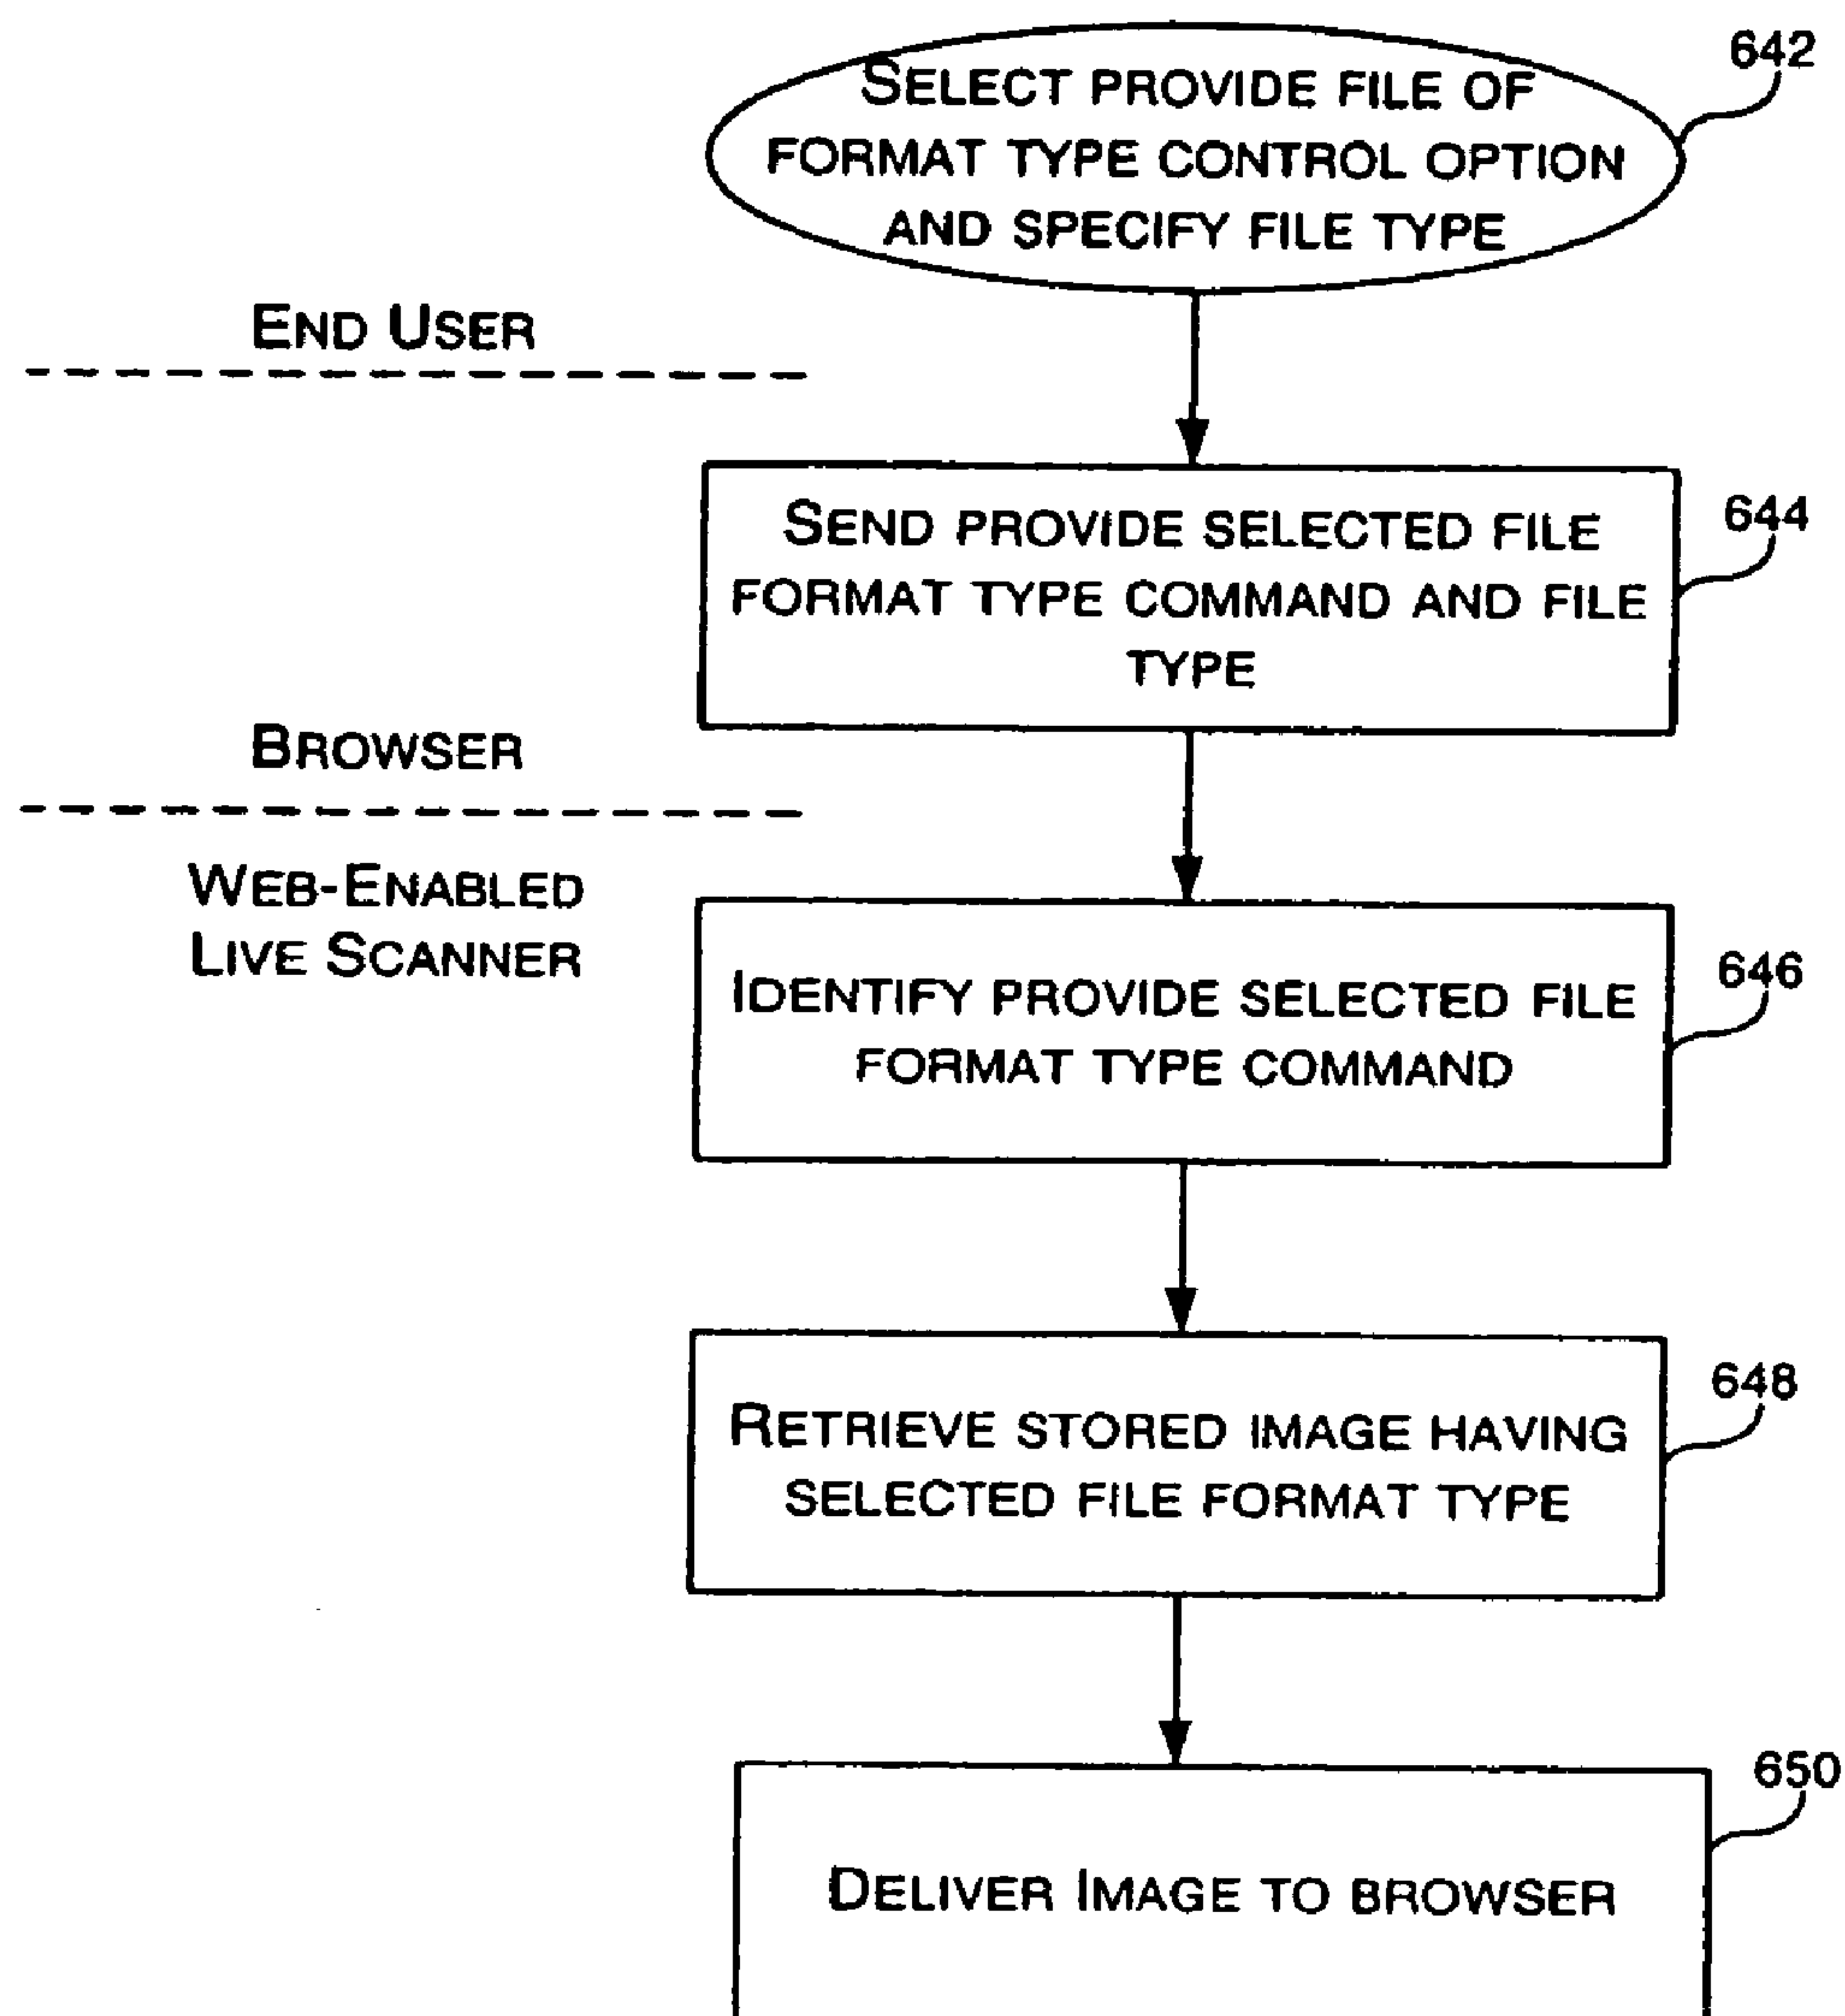 SELECT PROVIDE FILE OF
FORMAT TYPE CONTROL OPTION
AND SPECIFY FILE TYPE
642
END USER
SEND PROVIDE SELECTED FILE
FORMAT TYPE COMMAND AND FILE
TYPE
644
BROWSER
WEB-ENABLED
LIVE SCANNER
IDENTIFY PROVIDE SELECTED FILE
FORMAT TYPE COMMAND
646
RETRIEVE STORED IMAGE HAVING
SELECTED FILE FORMAT TYPE
648
DELIVER IMAGE TO BROWSER
650